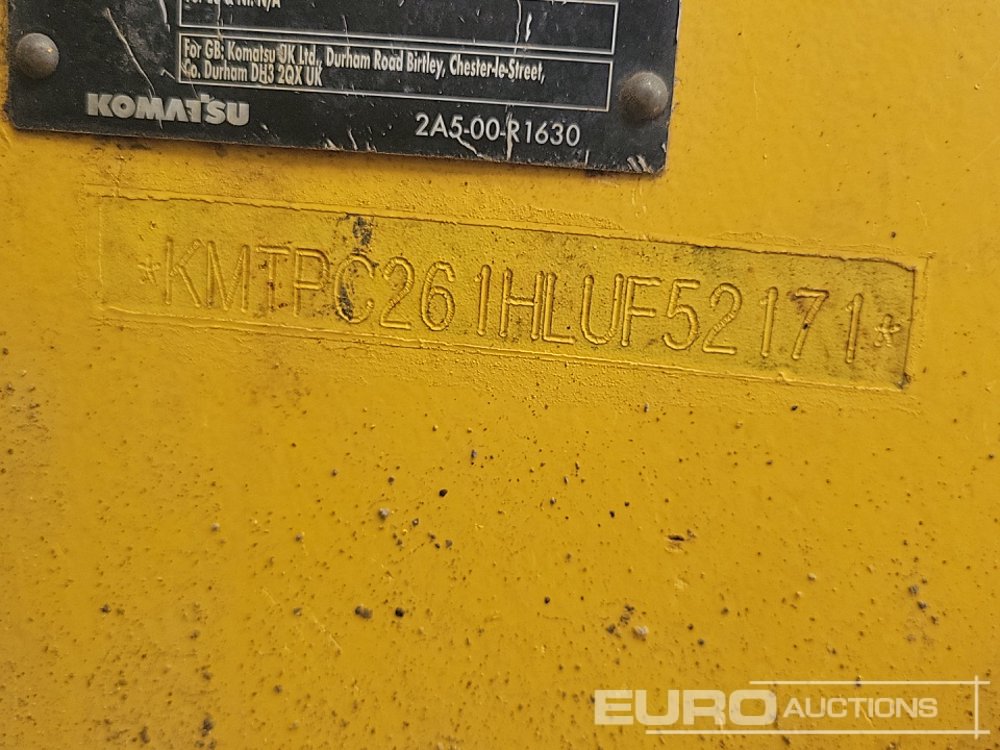 For GB: Komatsu UK Ltd., Durham Road Birtley, Chester-le-Street,
Co. Durham DH3 2QX UK
KOMATSU
2A5-00-R1630
*KMTPC261HLUF52171*
EURO AUCTIONS